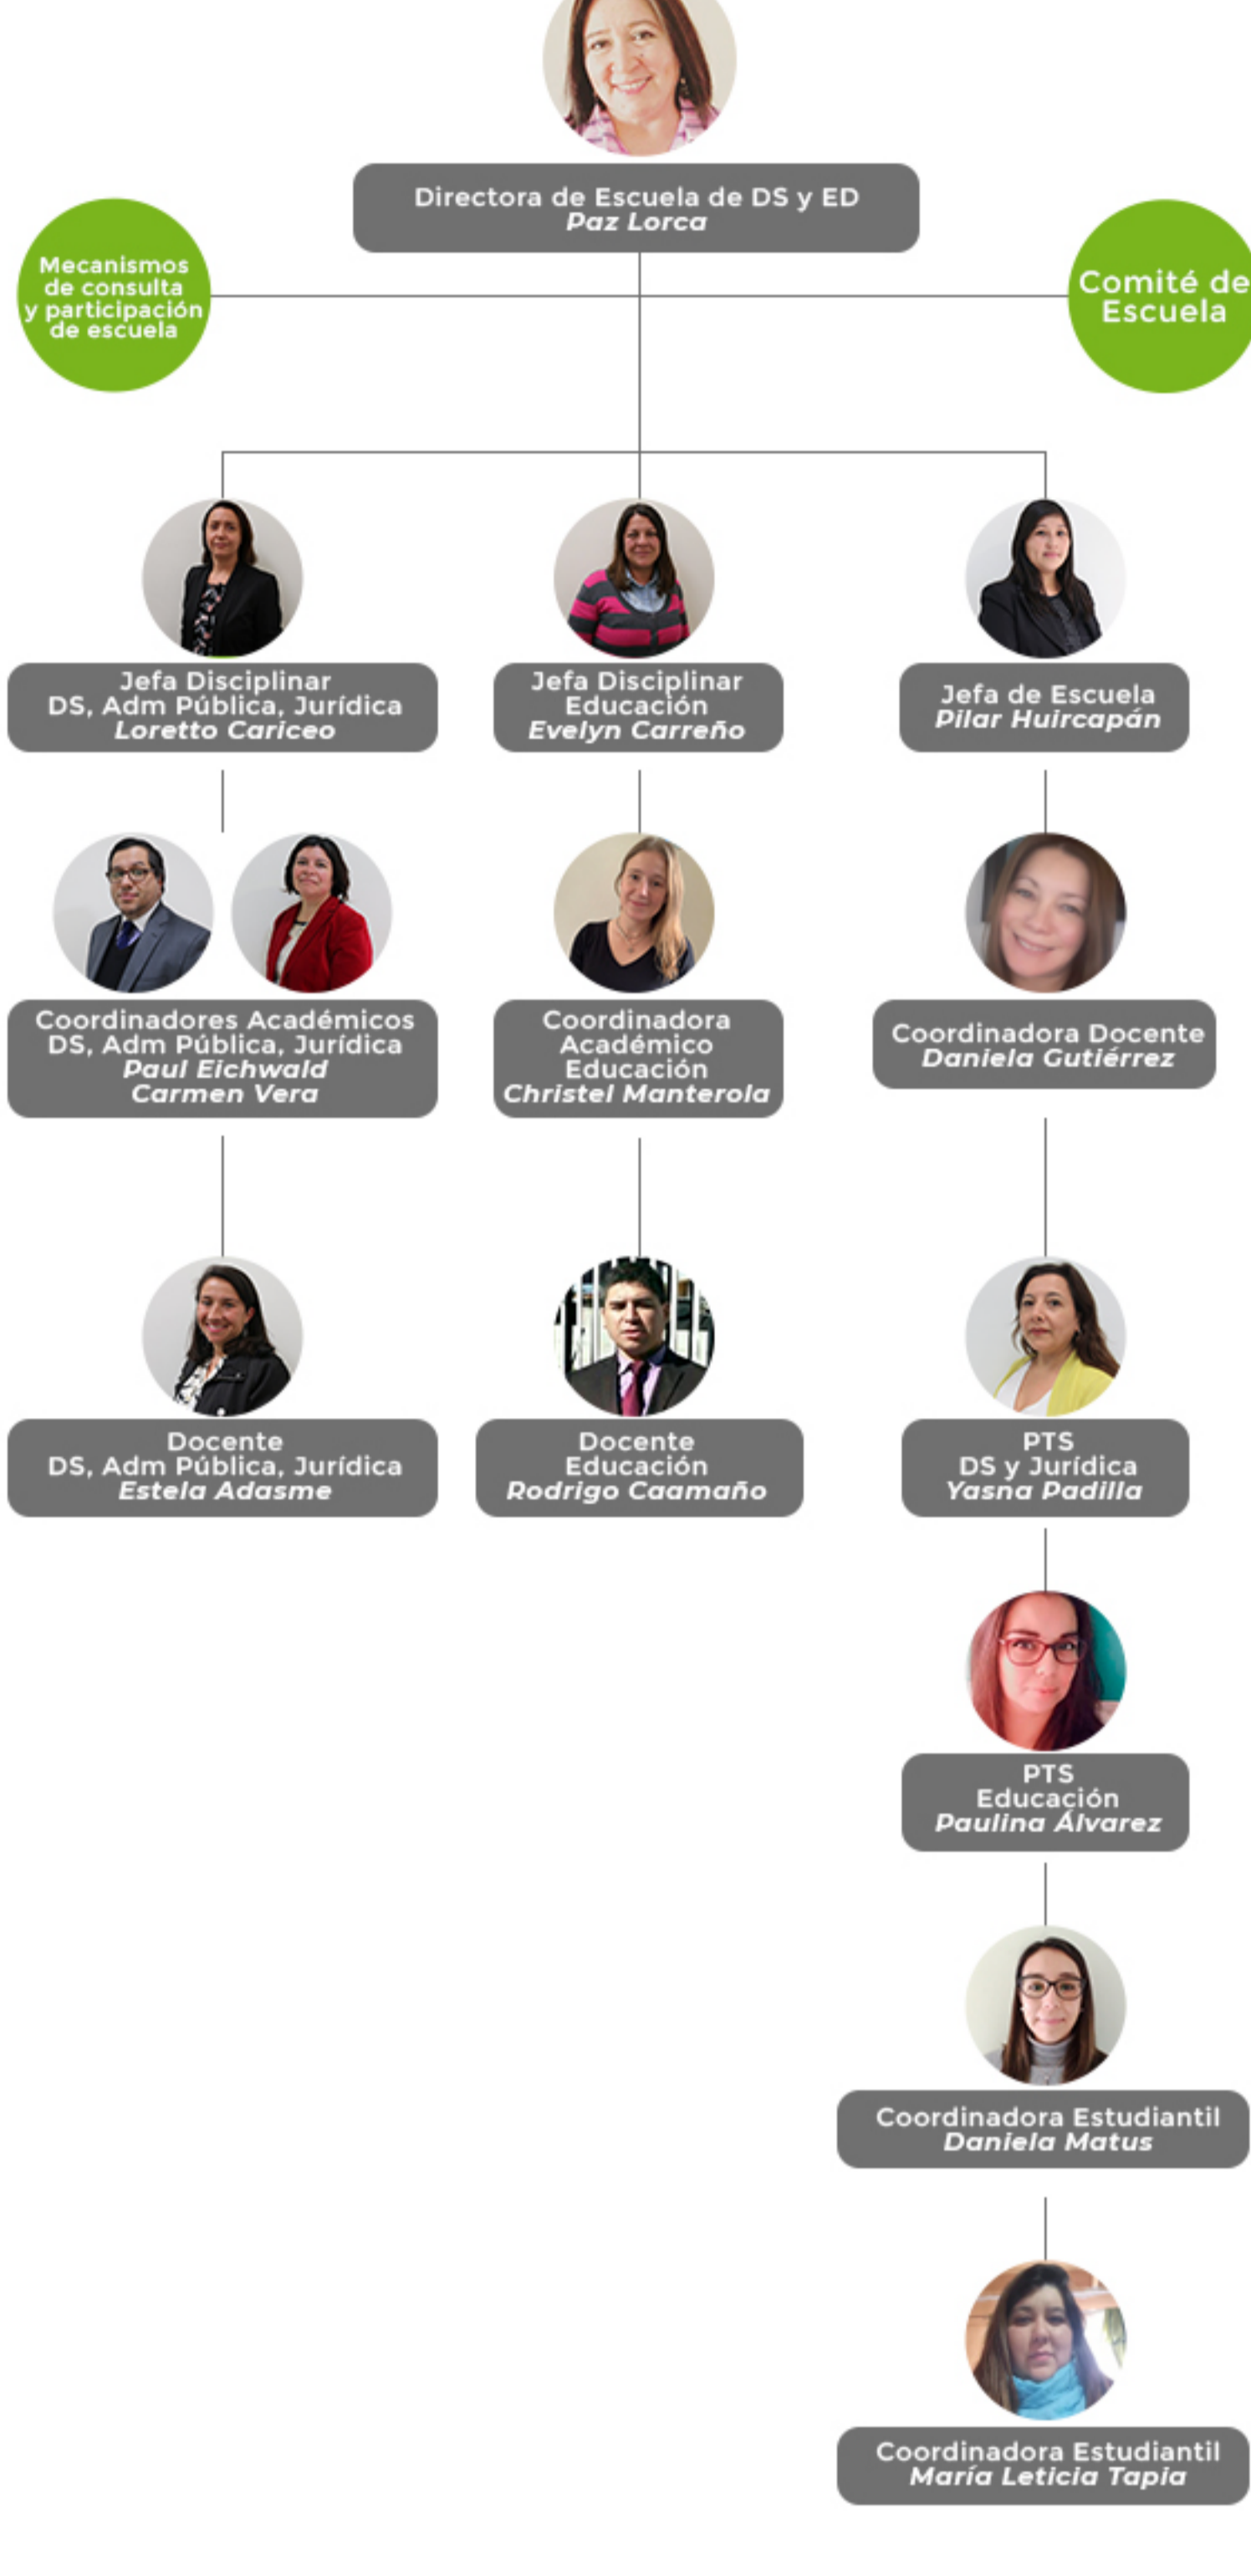 Directora de Escuela de DS y ED
Paz Lorca
Mecanismos
de consulta
y participación
de escuela
Comité de
Escuela
Jefa Disciplinar
DS, Adm Pública, Jurídica
Loretto Cariceo
Jefa Disciplinar
Educación
Evelyn Carreño
Jefa de Escuela
Pilar Huircapán
Coordinadores Académicos
DS, Adm Pública, Jurídica
Paul Eichwald
Carmen Vera
Coordinadora
Académico
Educación
Christel Manterola
Coordinadora Docente
Daniela Gutiérrez
Docente
DS, Adm Pública, Jurídica
Estela Adasme
Docente
Educación
Rodrigo Caamaño
PTS
DS y Jurídica
Yasna Padilla
PTS
Educación
Paulina Álvarez
Coordinadora Estudiantil
Daniela Matus
Coordinadora Estudiantil
María Leticia Tapia